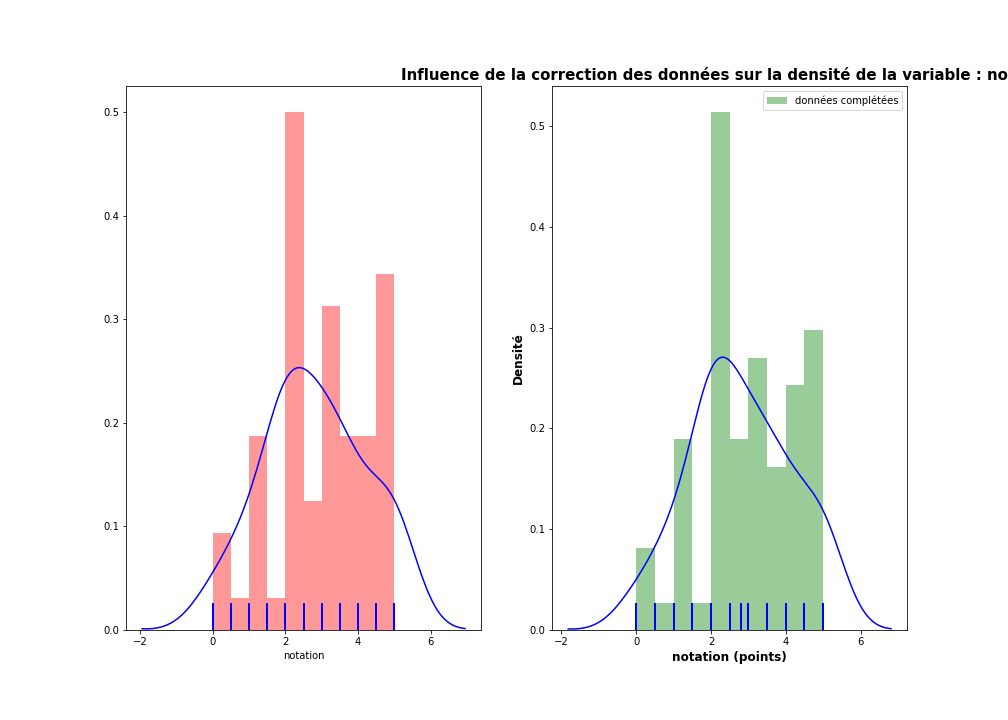 Influence de la correction des données sur la densité de la variable : no
0.5
0.4
0.3
0.2
0.1
0.0
−2 0 2 4 6
notation
données complétées
Densité
0.5
0.4
0.3
0.2
0.1
0.0
−2 0 2 4 6
notation (points)